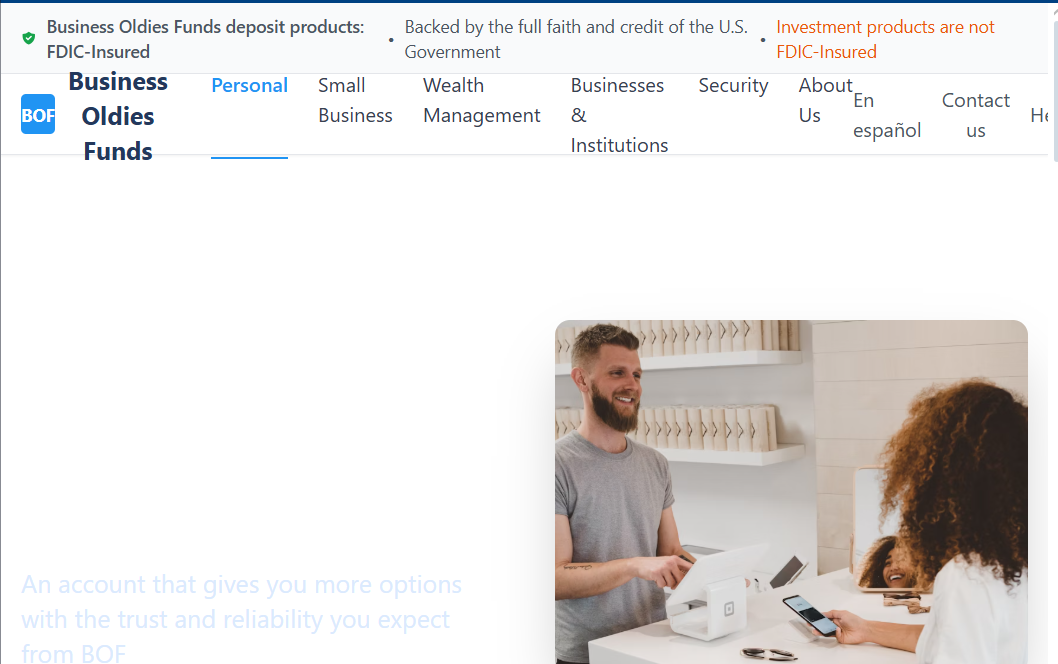 Business Oldies Funds deposit products:
FDIC-Insured
•
Backed by the full faith and credit of the U.S.
Government
•
Investment products are not
FDIC-Insured
BOF
Business
Oldies
Funds
Personal
Small
Business
Wealth
Management
Businesses
&
Institutions
Security
About
Us
En
español
Contact
us
An account that gives you more options
with the trust and reliability you expect
from BOF